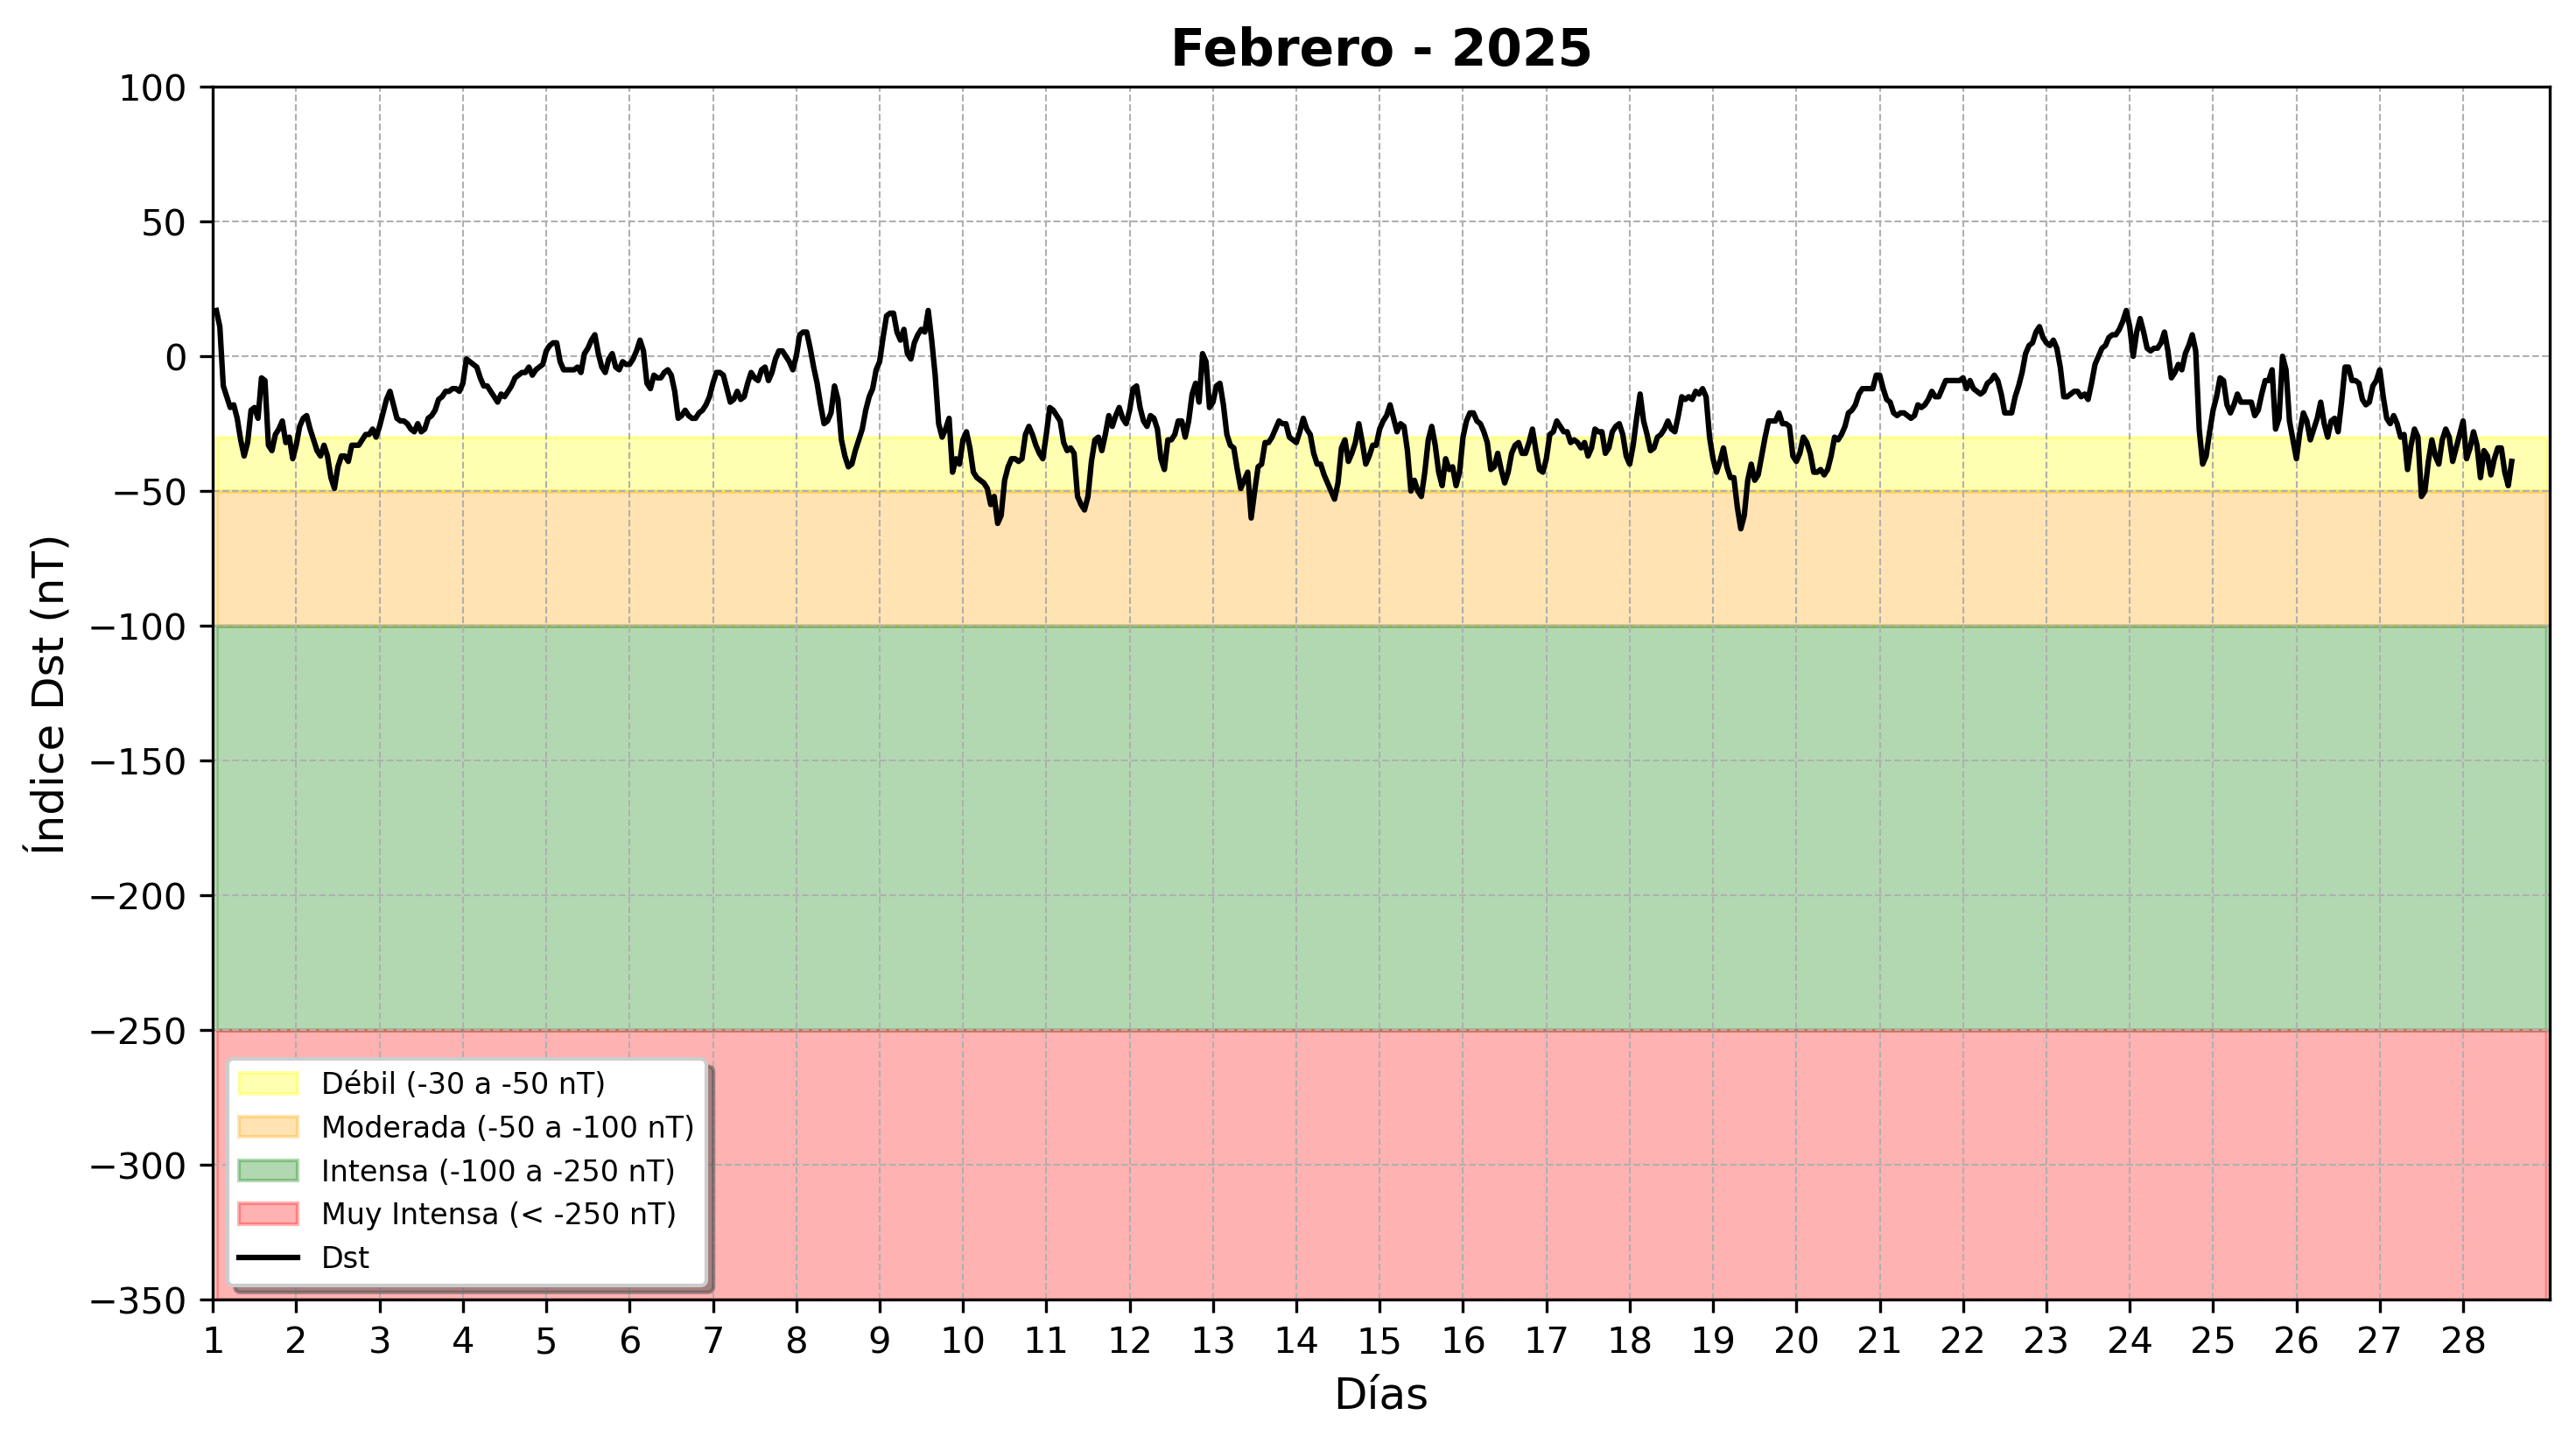 Febrero - 2025
100
50
0
−50
−100
−150
−200
−250
−300
−350
Índice Dst (nT)
Débil (-30 a -50 nT)
Moderada (-50 a -100 nT)
Intensa (-100 a -250 nT)
Muy Intensa (< -250 nT)
Dst
1 2 3 4 5 6 7 8 9 10 11 12 13 14 15 16 17 18 19 20 21 22 23 24 25 26 27 28
Días